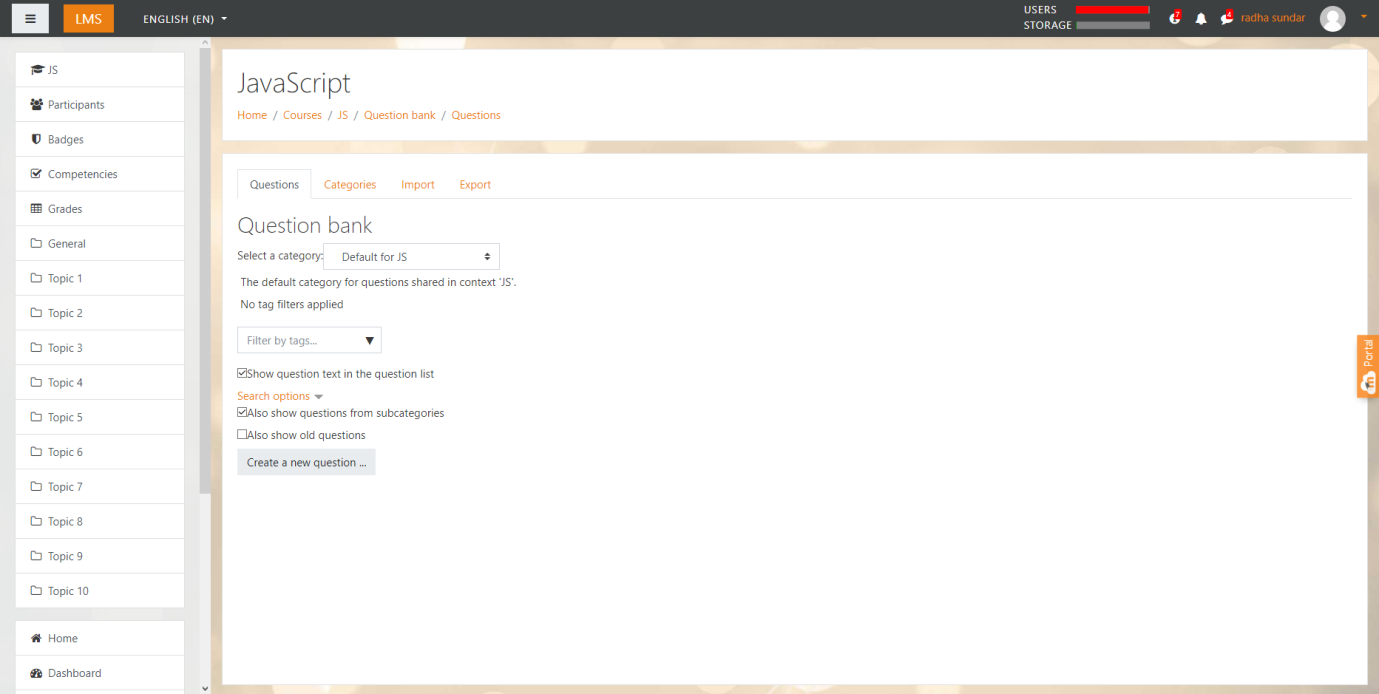 LMS
ENGLISH (EN)
USERS
STORAGE
7
4
radha sundar
JS
Participants
Badges
Competencies
Grades
General
Topic 1
Topic 2
Topic 3
Topic 4
Topic 5
Topic 6
Topic 7
Topic 8
Topic 9
Topic 10
Home
Dashboard
JavaScript
Home / Courses / JS / Question bank / Questions
Questions Categories Import Export
Question bank
Select a category: Default for JS
The default category for questions shared in context 'JS'.
No tag filters applied
Filter by tags...
Show question text in the question list
Search options
Also show questions from subcategories
Also show old questions
Create a new question ...
Portal